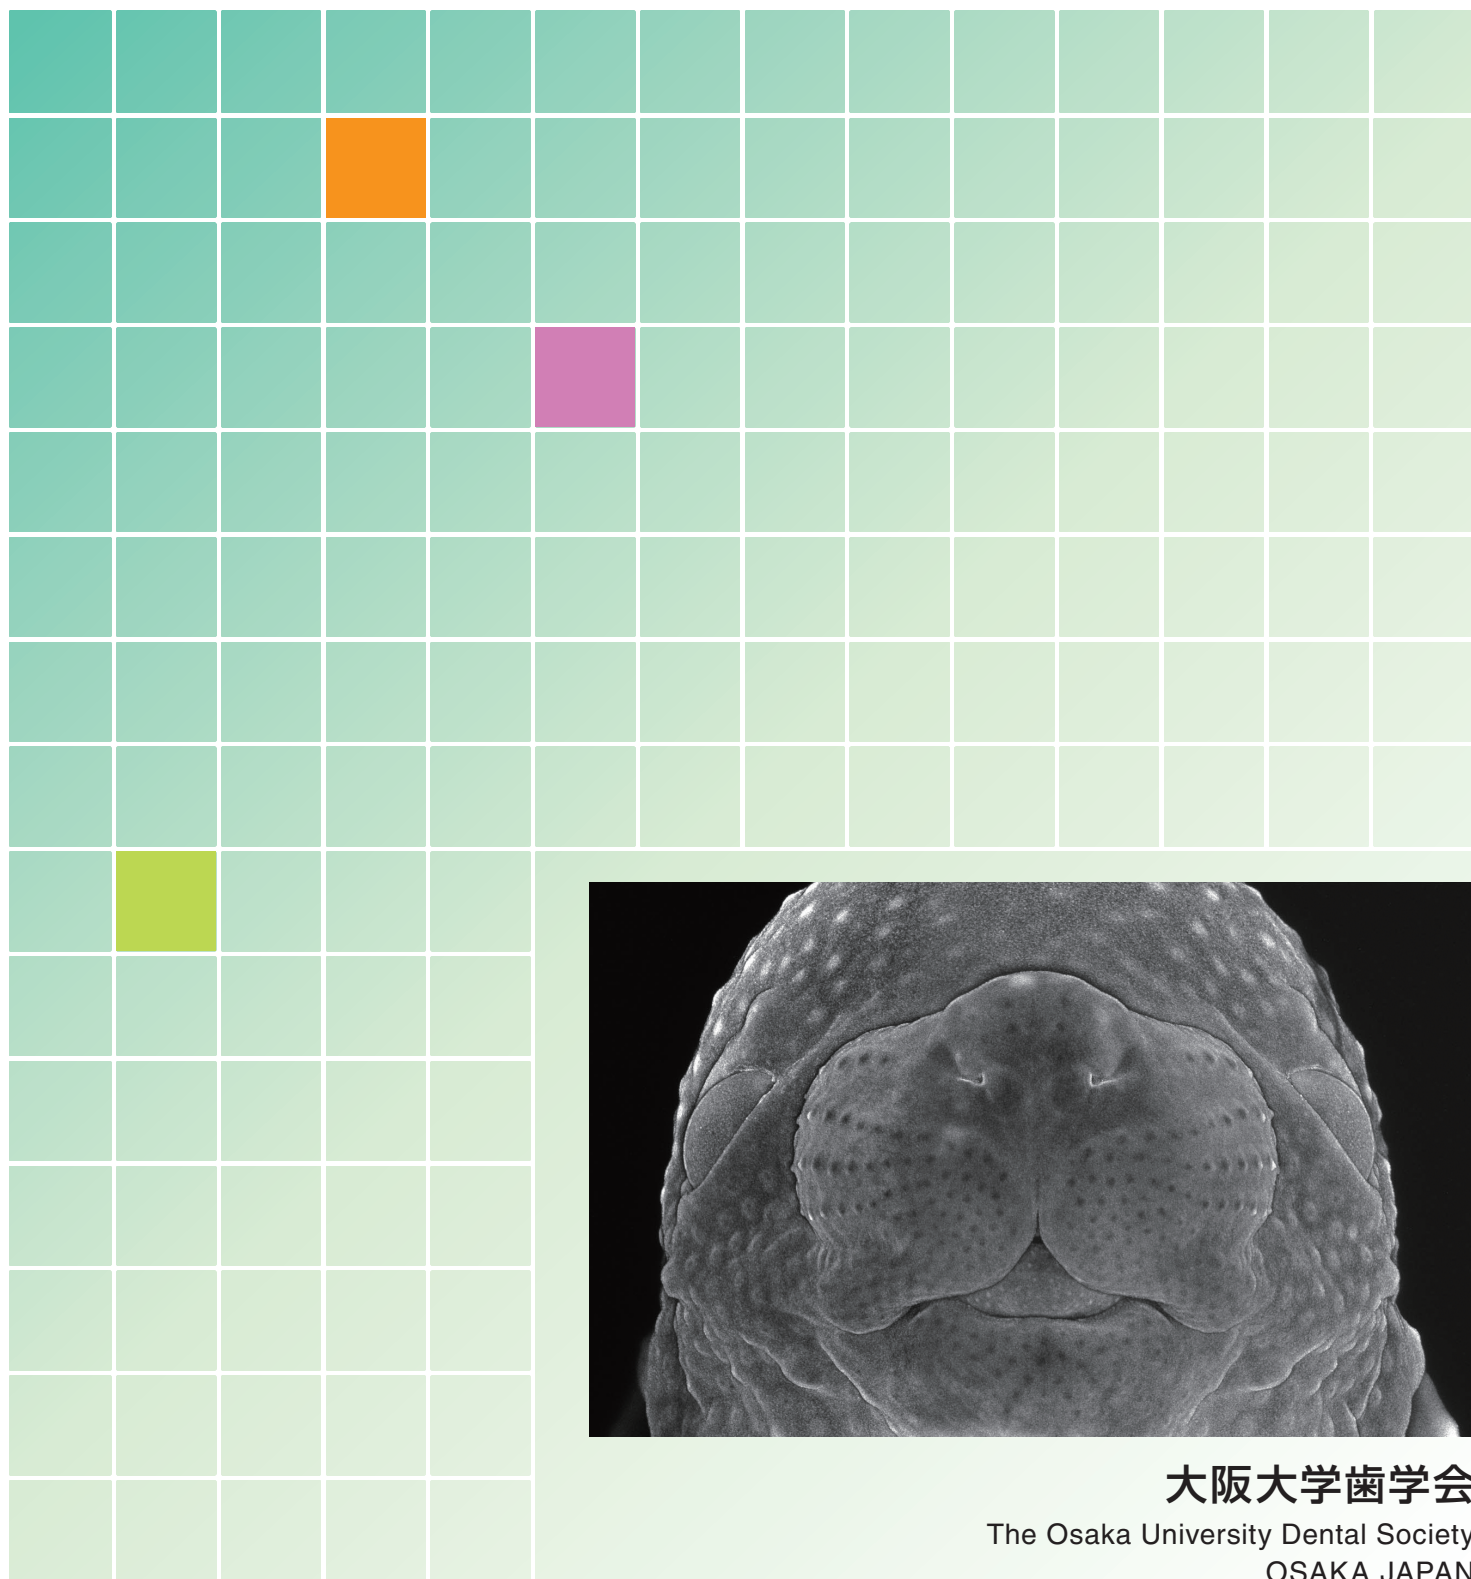 大阪大学歯学会
The Osaka University Dental Society
OSAKA JAPAN